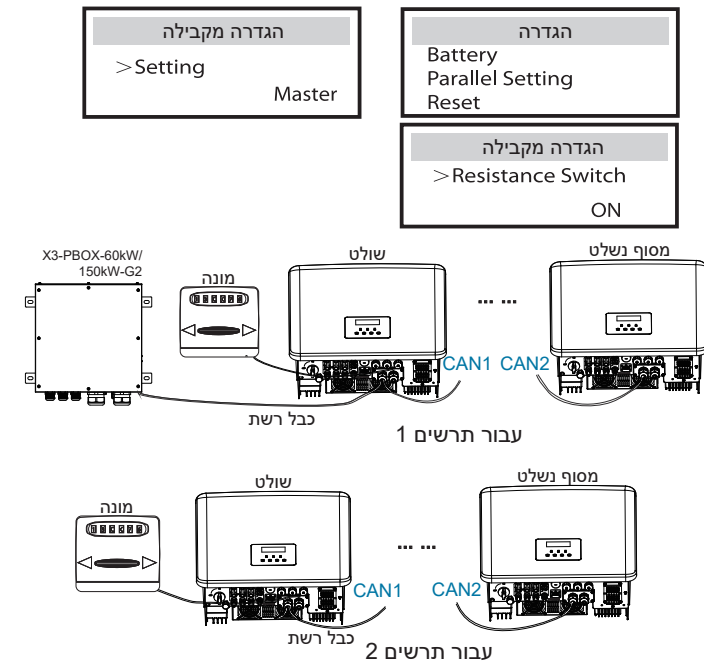 הגדרה מקבילה
>Setting
Master
הגדרה
Battery
Parallel Setting
Reset
הגדרה מקבילה
>Resistance Switch
ON
X3-PBOX-60kW/
150kW-G2
מונה
שולט
מסוף נשלט
CAN1 CAN2
כבל רשת
עבור תרשים 1
מונה
שולט
מסוף נשלט
CAN1 CAN2
כבל רשת
עבור תרשים 2